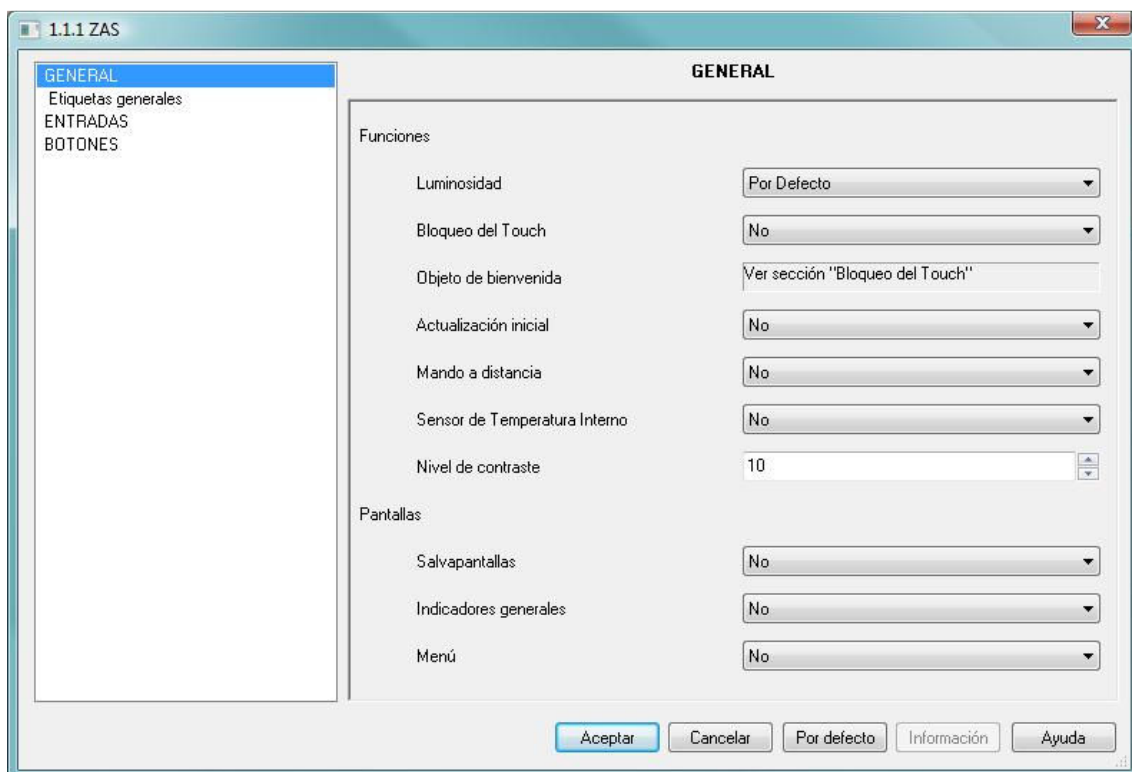 1.1.1 ZAS
GENERAL
Etiquetas generales
ENTRADAS
BOTONES
GENERAL
Funciones
Luminosidad Por Defecto
Bloqueo del Touch No
Objeto de bienvenida Ver sección "Bloqueo del Touch"
Actualización inicial No
Mando a distancia No
Sensor de Temperatura Interno No
Nivel de contraste 10
Pantallas
Salvapantallas No
Indicadores generales No
Menú No
Aceptar Cancelar Por defecto Información Ayuda